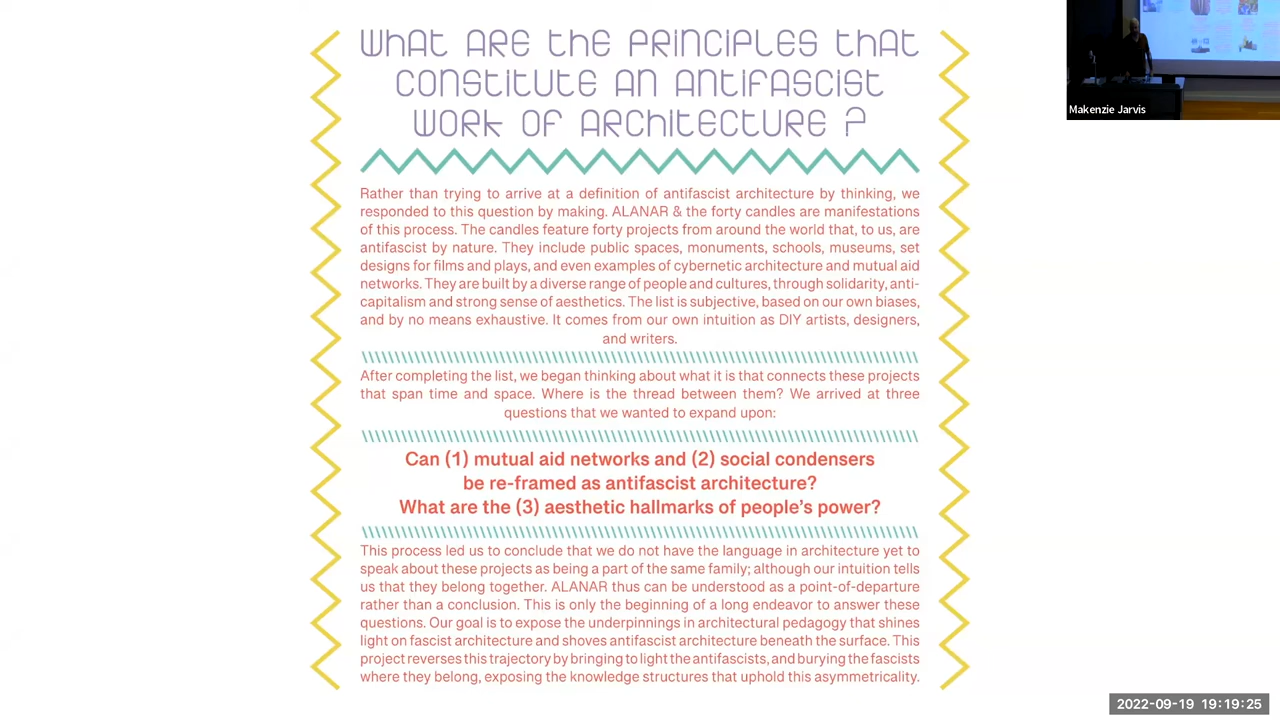 What are the principles that
constitute an antifascist
work of architecture ?
Rather than trying to arrive at a definition of antifascist architecture by thinking, we
responded to this question by making. ALANAR & the forty candles are manifestations
of this process. The candles feature forty projects from around the world that, to us, are
antifascist by nature. They include public spaces, monuments, schools, museums, set
designs for films and plays, and even examples of cybernetic architecture and mutual aid
networks. They are built by a diverse range of people and cultures, through solidarity, anti-
capitalism and strong sense of aesthetics. The list is subjective, based on our own biases,
and by no means exhaustive. It comes from our own intuition as DIY artists, designers,
and writers.
After completing the list, we began thinking about what it is that connects these projects
that span time and space. Where is the thread between them? We arrived at three
questions that we wanted to expand upon:
Can (1) mutual aid networks and (2) social condensers
be re-framed as antifascist architecture?
What are the (3) aesthetic hallmarks of people's power?
This process led us to conclude that we do not have the language in architecture yet to
speak about these projects as being a part of the same family; although our intuition tells
us that they belong together. ALANAR thus can be understood as a point-of-departure
rather than a conclusion. This is only the beginning of a long endeavor to answer these
questions. Our goal is to expose the underpinnings in architectural pedagogy that shines
light on fascist architecture and shoves antifascist architecture beneath the surface. This
project reverses this trajectory by bringing to light the antifascists, and burying the fascists
where they belong, exposing the knowledge structures that uphold this asymmetricality.
Makenzie Jarvis
2022-09-19 19:19:25